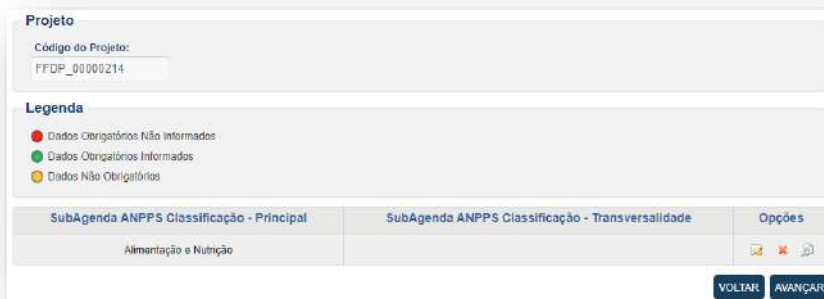 Projeto
Código do Projeto:
FFDP_00000214
Legenda
Dados Obrigatórios Não Informados
Dados Obrigatórios Informados
Dados Não Obrigatórios
SubAgenda ANPPS Classificação - Principal SubAgenda ANPPS Classificação - Transversalidade Opções
Alimentação e Nutrição
VOLTAR AVANÇAR